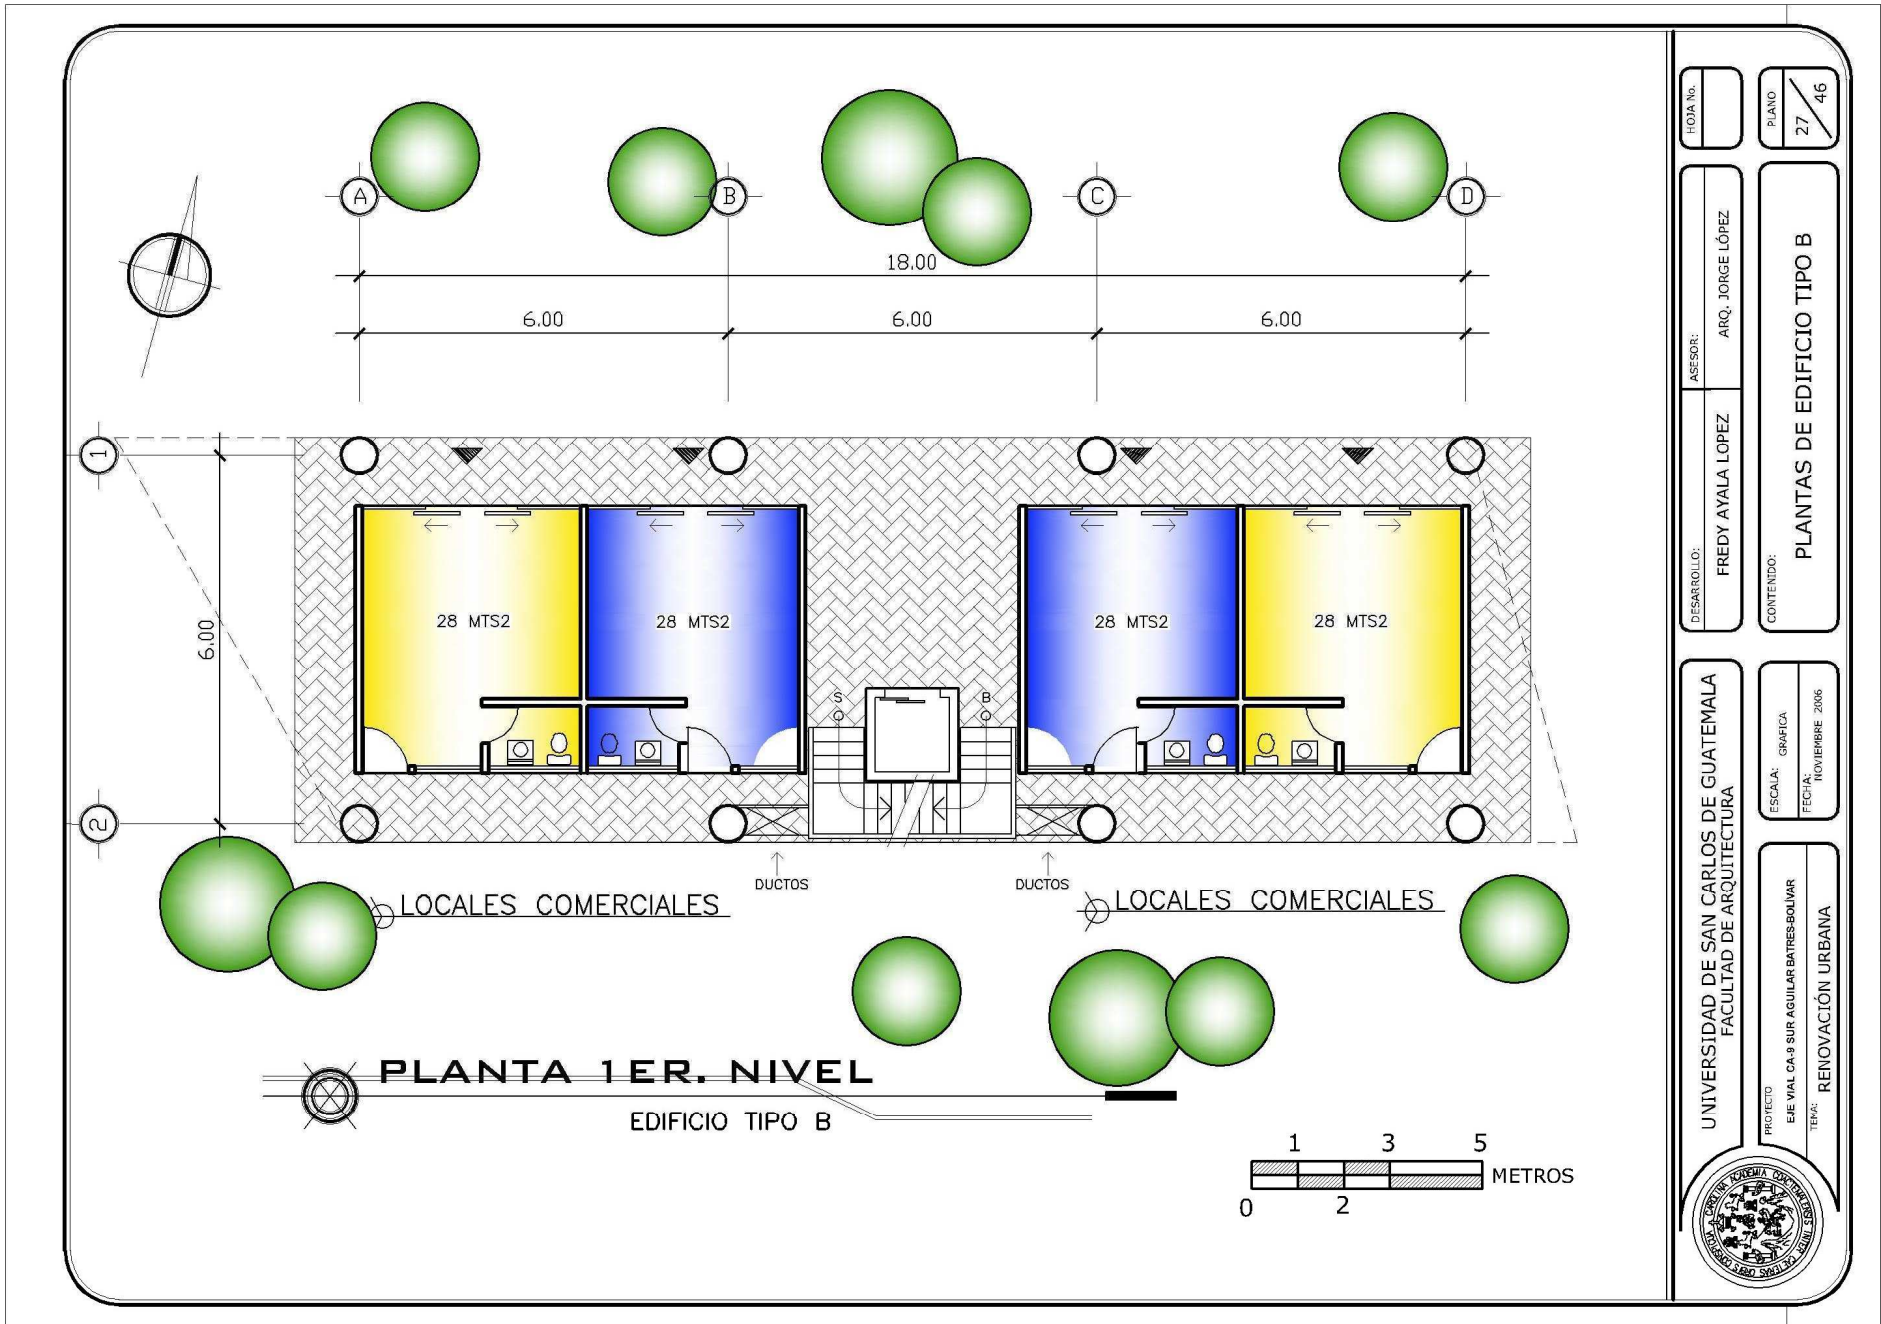 A
B
C
D
18.00
6.00
6.00
6.00
1
6.00
2
28 MTS2
28 MTS2
28 MTS2
28 MTS2
S
B
DUCTOS
DUCTOS
LOCALES COMERCIALES
LOCALES COMERCIALES
PLANTA 1ER. NIVEL
EDIFICIO TIPO B
1
3
5
METROS
0
2
HOJA No.
PLANO
27
46
ASESOR:
ARQ. JORGE LÓPEZ
DESARROLLO:
FREDY AYALA LOPEZ
CONTENIDO:
PLANTAS DE EDIFICIO TIPO B
UNIVERSIDAD DE SAN CARLOS DE GUATEMALA
FACULTAD DE ARQUITECTURA
ESCALA: GRAFICA
FECHA: NOVIEMBRE 2006
PROYECTO
EJE VIAL CA-9 SUR AGUILAR BATRES-BOLÍVAR
TEMA:
RENOVACIÓN URBANA